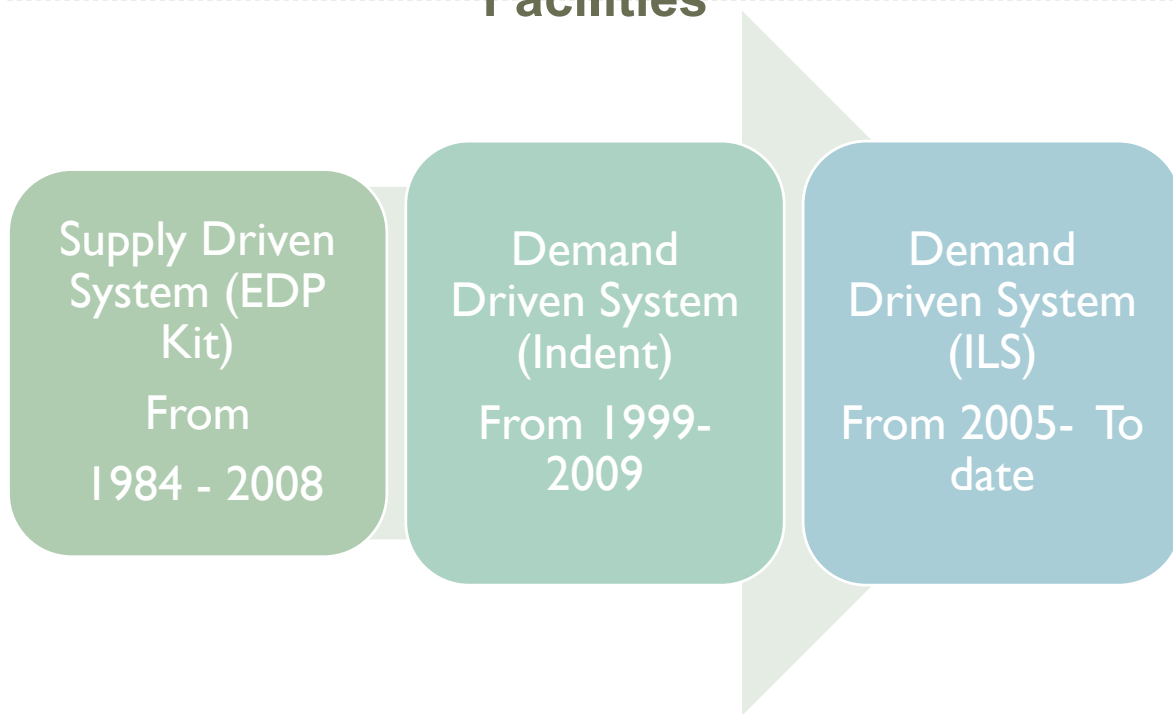 Facilities
Supply Driven
System (EDP
Kit)
From
1984 - 2008
Demand
Driven System
(Indent)
From 1999-
2009
Demand
Driven System
(ILS)
From 2005- To
date